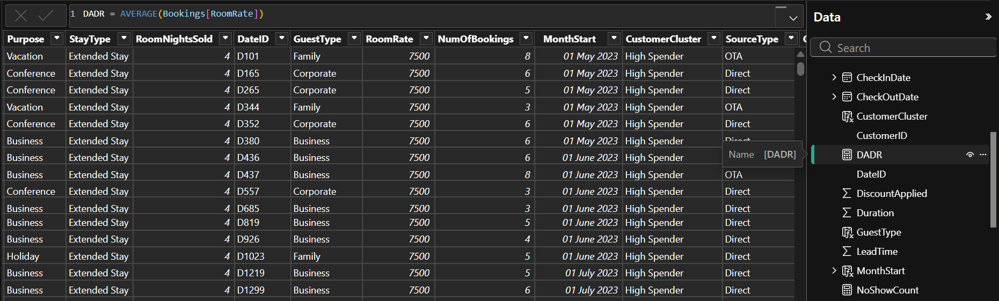 1 DADR = AVERAGE(Bookings[RoomRate])
Purpose StayType RoomNightsSold DateID GuestType RoomRate NumOfBookings MonthStart CustomerCluster SourceType
Vacation Extended Stay 4 D101 Family 7500 8 01 May 2023 High Spender OTA
Conference Extended Stay 4 D165 Corporate 7500 6 01 May 2023 High Spender Direct
Conference Extended Stay 4 D265 Corporate 7500 5 01 May 2023 High Spender Direct
Vacation Extended Stay 4 D344 Family 7500 3 01 May 2023 High Spender OTA
Conference Extended Stay 4 D352 Corporate 7500 6 01 May 2023 High Spender Direct
Business Extended Stay 4 D380 Business 7500 6 01 May 2023 High Spender Direct
Business Extended Stay 4 D436 Business 7500 6 01 June 2023 High Spender
Business Extended Stay 4 D437 Business 7500 8 01 June 2023 High Spender OTA
Conference Extended Stay 4 D557 Corporate 7500 3 01 June 2023 High Spender Direct
Business Extended Stay 4 D685 Business 7500 3 01 June 2023 High Spender Direct
Business Extended Stay 4 D819 Business 7500 5 01 June 2023 High Spender Direct
Business Extended Stay 4 D926 Business 7500 4 01 June 2023 High Spender Direct
Holiday Extended Stay 4 D1023 Family 7500 5 01 June 2023 High Spender Direct
Business Extended Stay 4 D1219 Business 7500 5 01 July 2023 High Spender Direct
Business Extended Stay 4 D1299 Business 7500 6 01 July 2023 High Spender Direct
Name [DADR]
Data
Search
CheckInDate
CheckOutDate
CustomerCluster
CustomerID
DADR
DateID
DiscountApplied
Duration
GuestType
LeadTime
MonthStart
NoShowCount